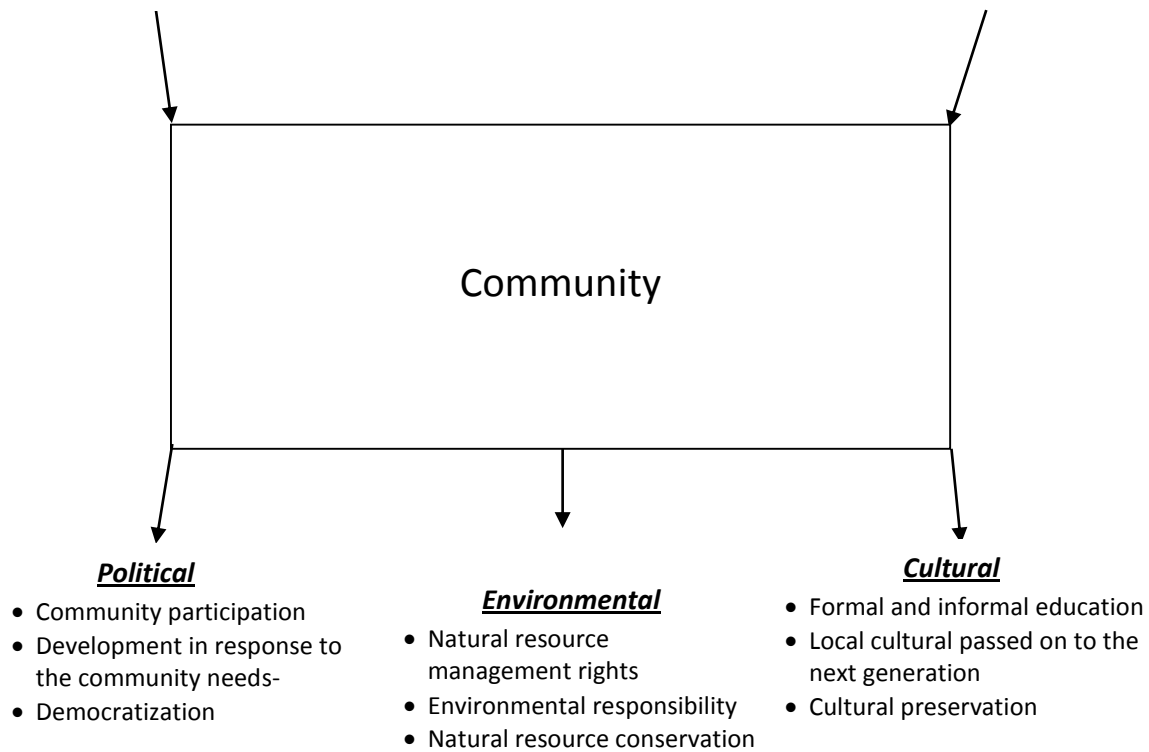 Community
Political
• Community participation
• Development in response to
the community needs-
• Democratization
Environmental
• Natural resource
management rights
• Environmental responsibility
• Natural resource conservation
Cultural
• Formal and informal education
• Local cultural passed on to the
next generation
• Cultural preservation